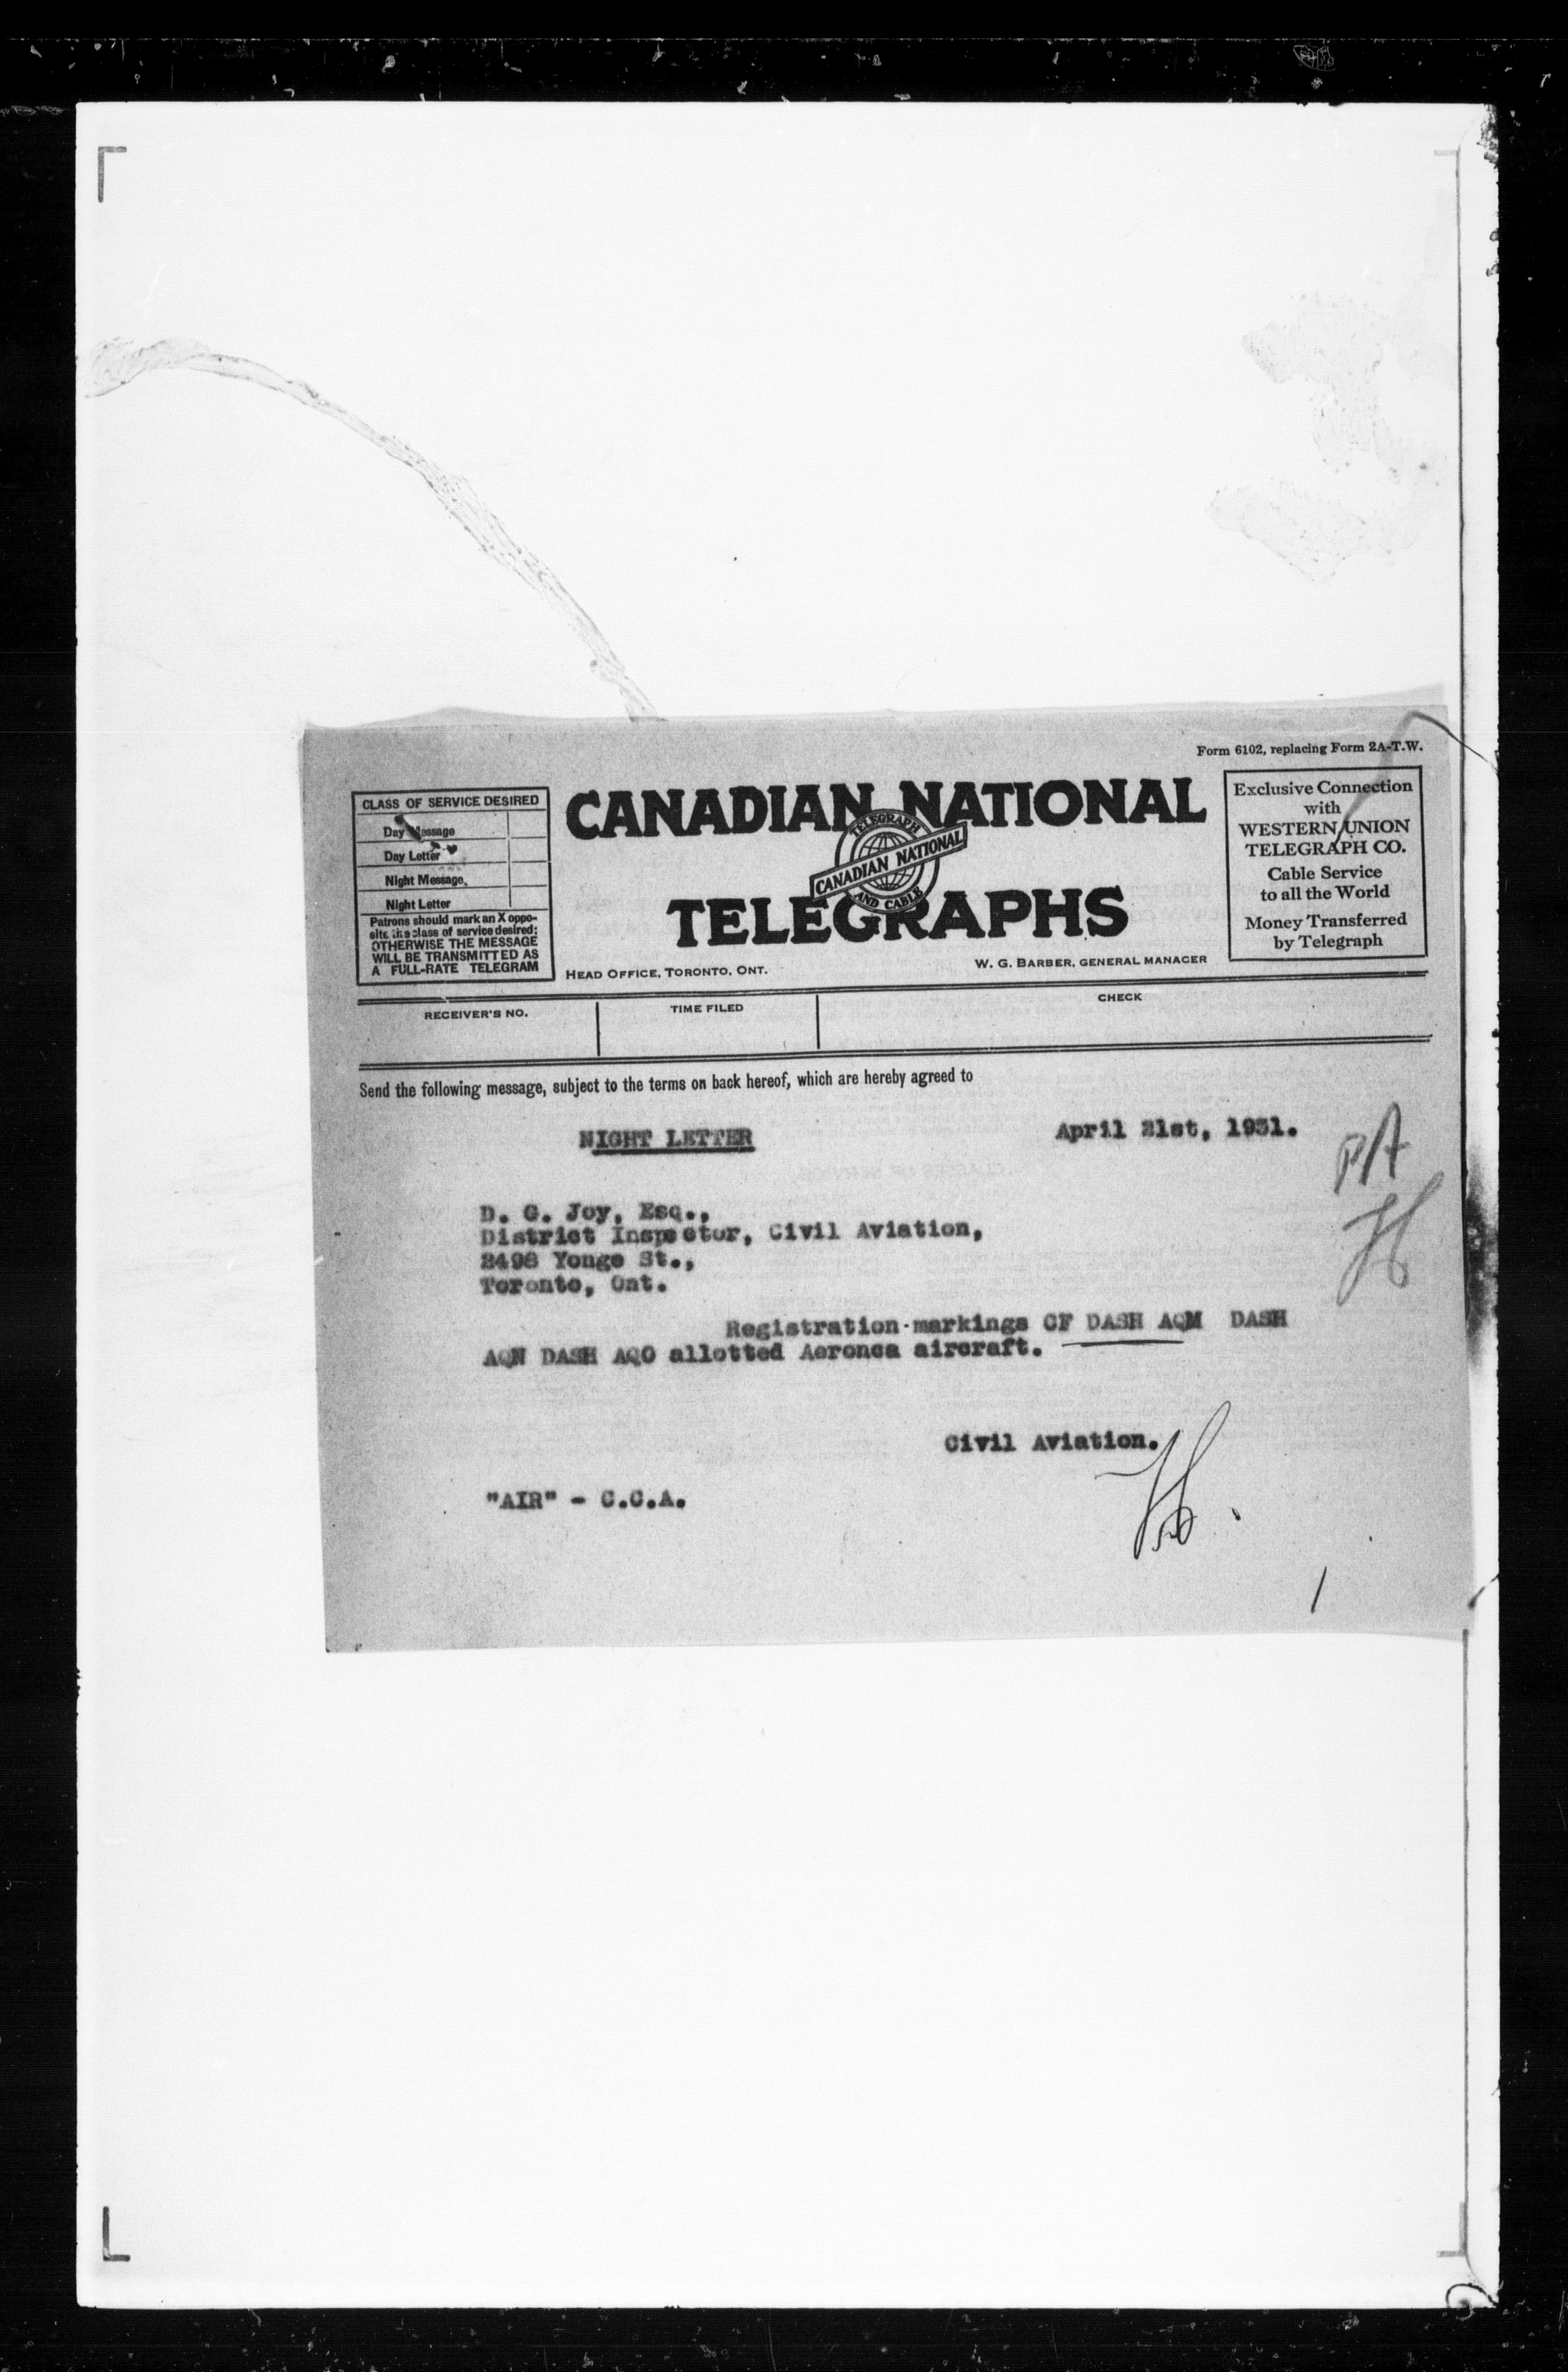 Form 6102, replacing Form 2A-T.W.
CLASS OF SERVICE DESIRED
Day Message
Day Letter
Night Message
Night Letter
Patrons should mark an X oppo-
site the class of service desired;
OTHERWISE THE MESSAGE
WILL BE TRANSMITTED AS
A FULL-RATE TELEGRAM
CANADIAN NATIONAL
TELEGRAPH
CANADIAN NATIONAL
AND CABLE
TELEGRAPHS
HEAD OFFICE, TORONTO, ONT.
W. G. BARBER, GENERAL MANAGER
Exclusive Connection
with
WESTERN UNION
TELEGRAPH CO.
Cable Service
to all the World
Money Transferred
by Telegraph
RECEIVER'S NO.
TIME FILED
CHECK
Send the following message, subject to the terms on back hereof, which are hereby agreed to
NIGHT LETTER
April 21st, 1931.
PA
D. G. Joy, Esq.,
District Inspector, Civil Aviation,
2498 Yonge St.,
Toronto, Ont.
Registration markings CF DASH AQM DASH
AQN DASH AQO allotted Aeronca aircraft.
Civil Aviation.
"AIR" - C.C.A.